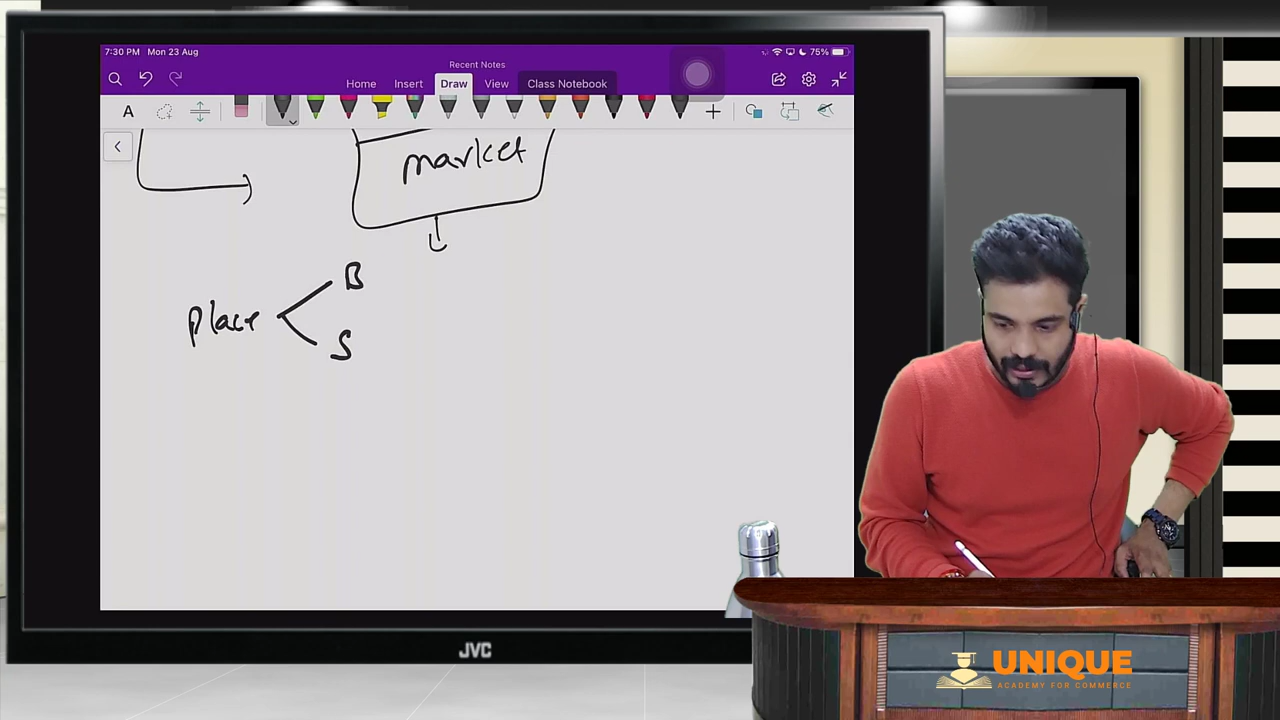 7:30 PM Mon 23 Aug
75%
Recent Notes
Home Insert Draw View Class Notebook
A
market
place
B
S
JVC
UNIQUE
ACADEMY FOR COMMERCE